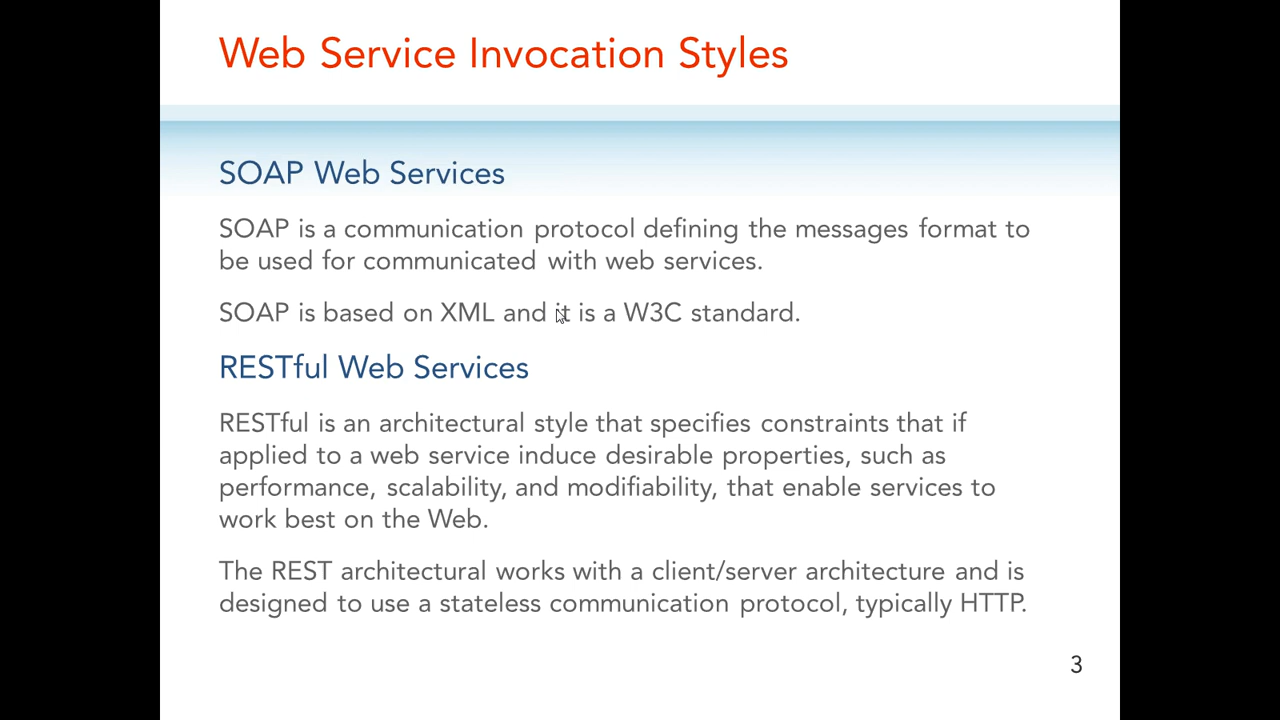 Web Service Invocation Styles
SOAP Web Services
SOAP is a communication protocol defining the messages format to
be used for communicated with web services.
SOAP is based on XML and it is a W3C standard.
RESTful Web Services
RESTful is an architectural style that specifies constraints that if
applied to a web service induce desirable properties, such as
performance, scalability, and modifiability, that enable services to
work best on the Web.
The REST architectural works with a client/server architecture and is
designed to use a stateless communication protocol, typically HTTP.
3